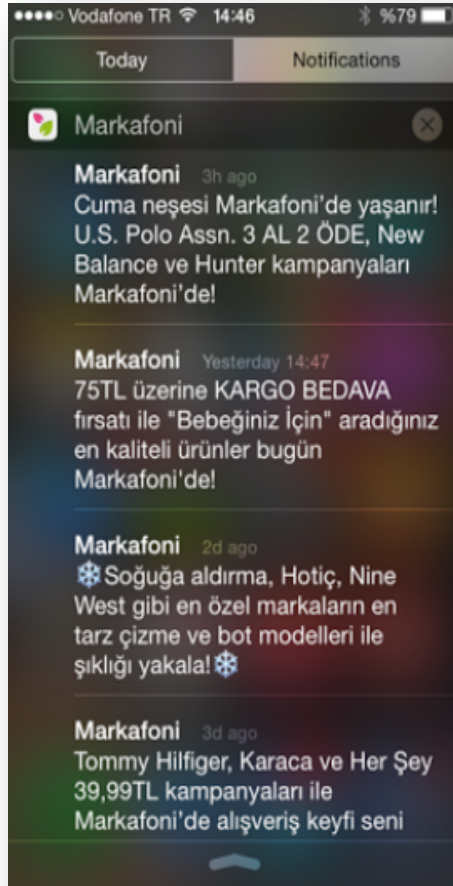 Vodafone TR 14:46 %79
Today Notifications
Markafoni
Markafoni 3h ago
Cuma neşesi Markafoni'de yaşanır!
U.S. Polo Assn. 3 AL 2 ÖDE, New
Balance ve Hunter kampanyaları
Markafoni'de!
Markafoni Yesterday 14:47
75TL üzerine KARGO BEDAVA
fırsatı ile "Bebeğiniz İçin" aradığınız
en kaliteli ürünler bugün
Markafoni'de!
Markafoni 2d ago
❄Soğuğa aldırma, Hotiç, Nine
West gibi en özel markaların en
tarz çizme ve bot modelleri ile
şıklığı yakala!❄
Markafoni 3d ago
Tommy Hilfiger, Karaca ve Her Şey
39,99TL kampanyaları ile
Markafoni'de alışveriş keyfi seni